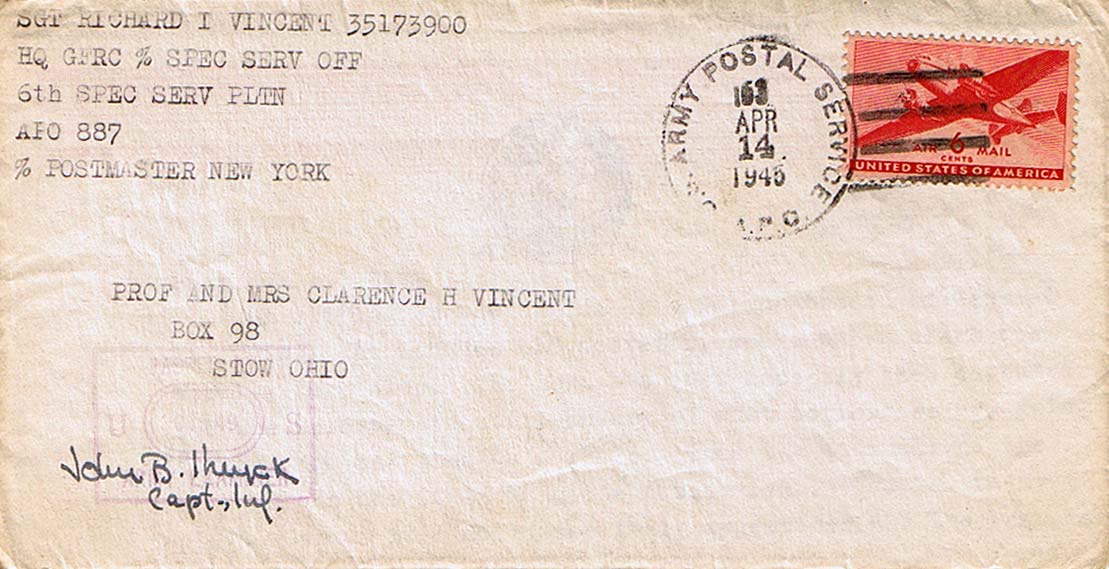 SGT RICHARD I VINCENT 35173900
HQ GFRC % SPEC SERV OFF
6th SPEC SERV PLTN
APO 887
% POSTMASTER NEW YORK
ARMY POSTAL SERVICE
APR
14
A.P.O.
AIR 6 MAIL
CENTS
UNITED STATES OF AMERICA
PROF AND MRS CLARENCE H VINCENT
BOX 98
STOW OHIO
U S
John B.
Capt., Inf.